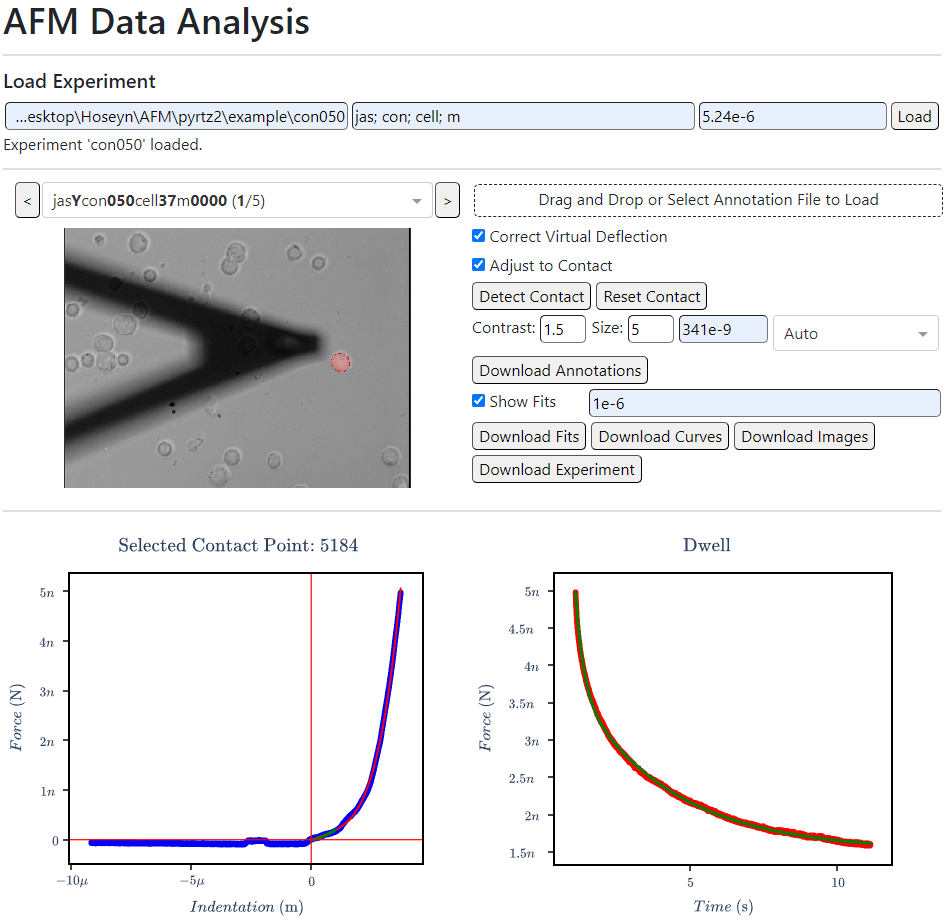 AFM Data Analysis
Load Experiment
...esktop\Hoseyn\AFM\pyrtz2\example\con050 jas; con; cell; m 5.24e-6 Load
Experiment 'con050' loaded.
< jasYcon050cell37m0000 (1/5) > Drag and Drop or Select Annotation File to Load
Correct Virtual Deflection
Adjust to Contact
Detect Contact Reset Contact
Contrast: 1.5 Size: 5 341e-9 Auto
Download Annotations
Show Fits 1e-6
Download Fits Download Curves Download Images
Download Experiment
Selected Contact Point: 5184
5n
4n
3n
2n
1n
0
Force (N)
−10μ −5μ 0
Indentation (m)
Dwell
5n
4.5n
4n
3.5n
3n
2.5n
2n
1.5n
Force (N)
5 10
Time (s)